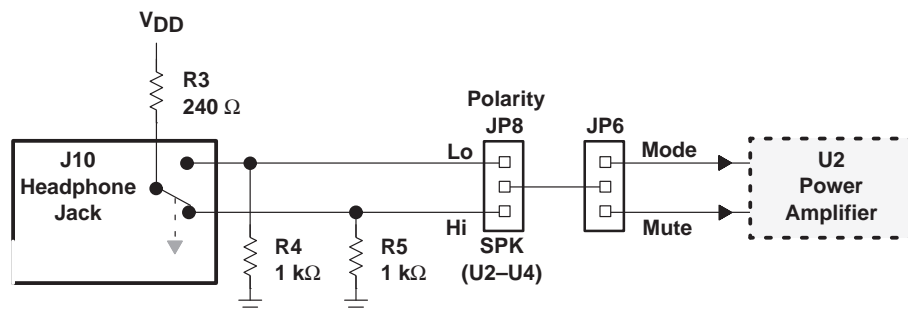 VDD
R3
240 Ω
J10
Headphone
Jack
R4
1 kΩ
R5
1 kΩ
Polarity
JP8
Lo
Hi
SPK
(U2–U4)
JP6
Mode
Mute
U2
Power
Amplifier